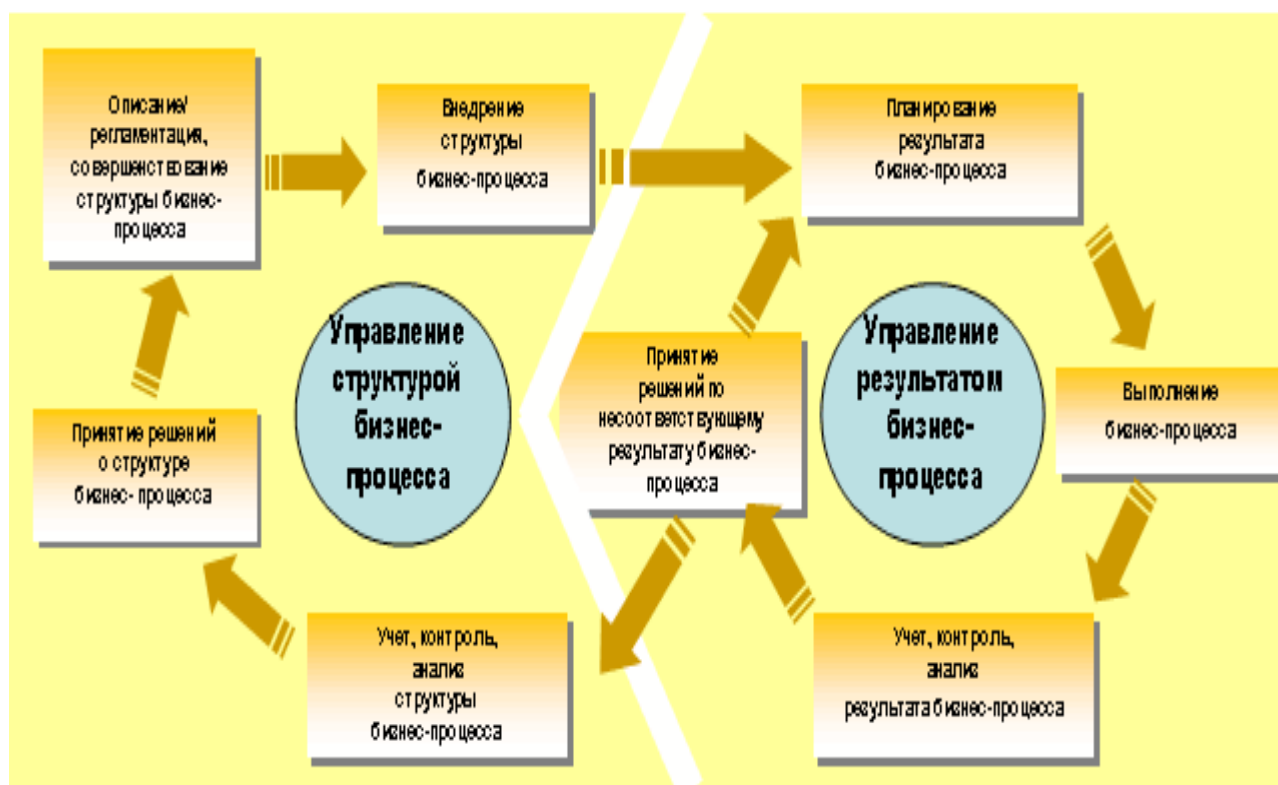 Описание/
регламентация,
совершенствование
структуры бизнес-
процесса
Внедрение
структуры
бизнес-процесса
Планирование
результата
бизнес-процесса
Управление
структурой
бизнес-
процесса
Принятие
решений по
несоответствующему
результату бизнес-
процесса
Управление
результатом
бизнес-
процесса
Выполнение
бизнес-процесса
Принятие решений
о структуре
бизнес- процесса
Учет, контроль,
анализ
структуры
бизнес-процесса
Учет, контроль,
анализ
результата бизнес-процесса